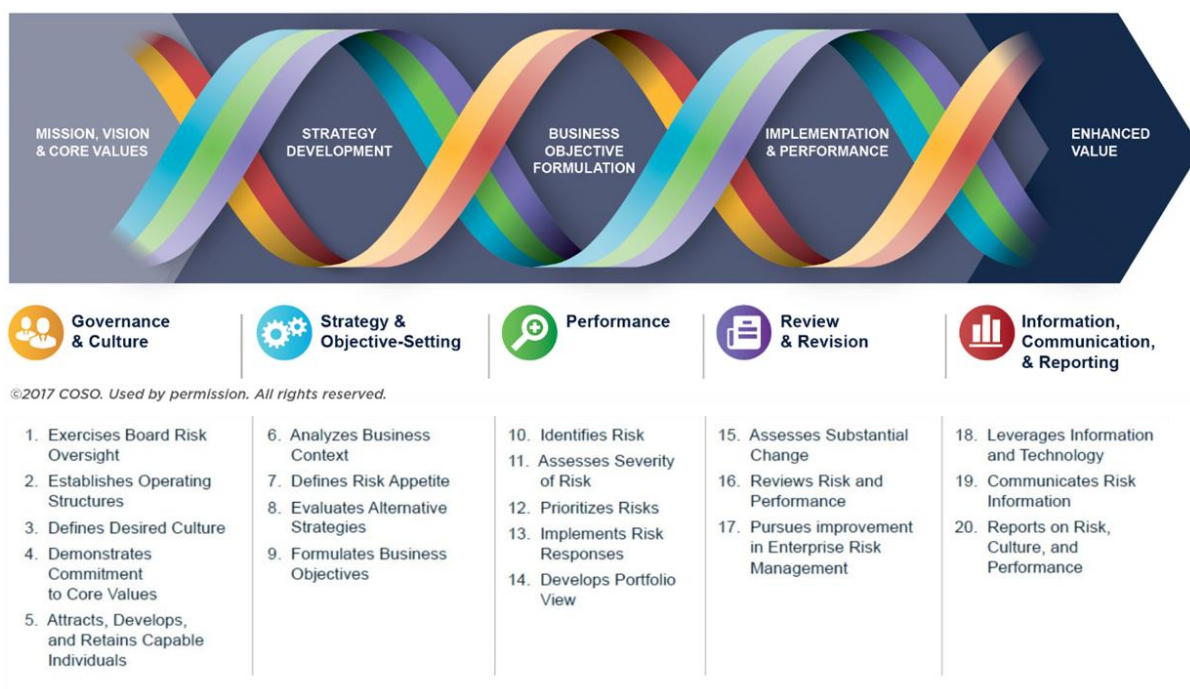 MISSION, VISION
& CORE VALUES
STRATEGY
DEVELOPMENT
BUSINESS
OBJECTIVE
FORMULATION
IMPLEMENTATION
& PERFORMANCE
ENHANCED
VALUE
Governance
& Culture
Strategy &
Objective-Setting
Performance
Review
& Revision
Information,
Communication,
& Reporting
©2017 COSO. Used by permission. All rights reserved.
1. Exercises Board Risk
Oversight
2. Establishes Operating
Structures
3. Defines Desired Culture
4. Demonstrates
Commitment
to Core Values
5. Attracts, Develops,
and Retains Capable
Individuals
6. Analyzes Business
Context
7. Defines Risk Appetite
8. Evaluates Alternative
Strategies
9. Formulates Business
Objectives
10. Identifies Risk
11. Assesses Severity
of Risk
12. Prioritizes Risks
13. Implements Risk
Responses
14. Develops Portfolio
View
15. Assesses Substantial
Change
16. Reviews Risk and
Performance
17. Pursues improvement
in Enterprise Risk
Management
18. Leverages Information
and Technology
19. Communicates Risk
Information
20. Reports on Risk,
Culture, and
Performance